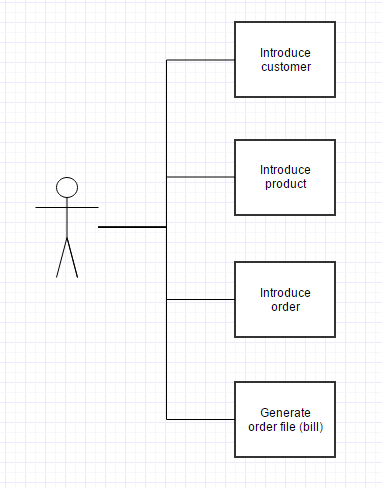 Introduce
customer
Introduce
product
Introduce
order
Generate
order file (bill)